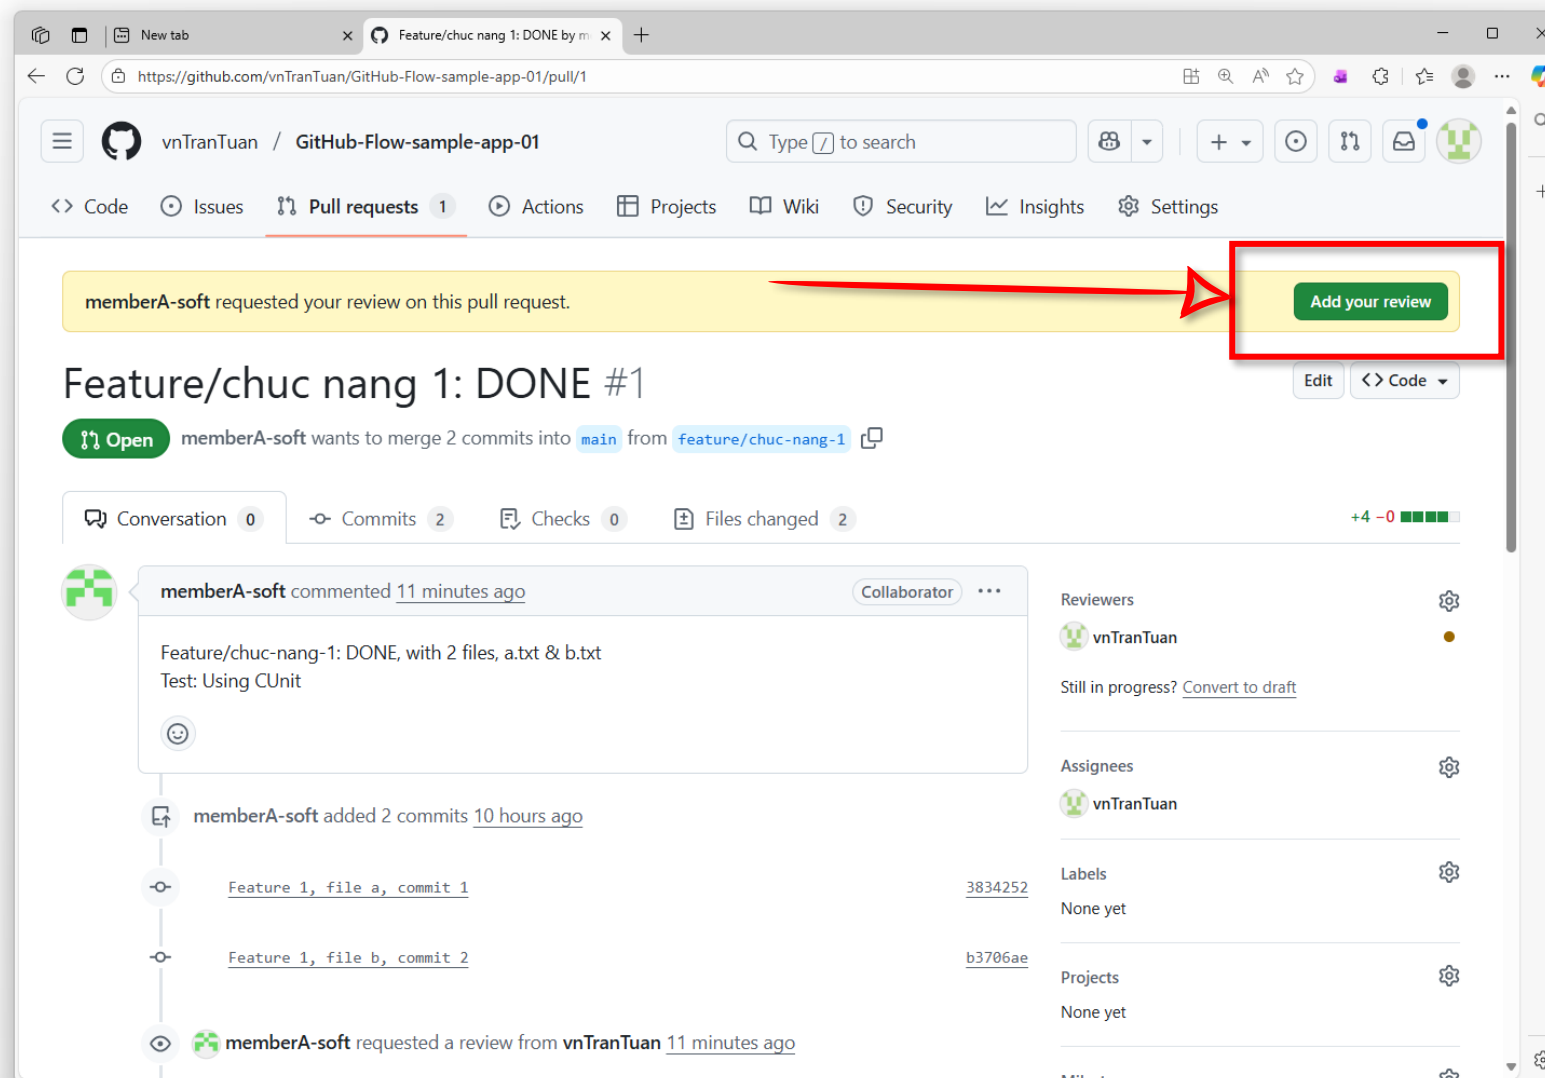 New tab
Feature/chuc nang 1: DONE by m
https://github.com/vnTranTuan/GitHub-Flow-sample-app-01/pull/1
vnTranTuan / GitHub-Flow-sample-app-01
Type / to search
Code
Issues
Pull requests 1
Actions
Projects
Wiki
Security
Insights
Settings
memberA-soft requested your review on this pull request.
Add your review
Feature/chuc nang 1: DONE #1
Edit
<> Code
Open
memberA-soft wants to merge 2 commits into main from feature/chuc-nang-1
Conversation 0
Commits 2
Checks 0
Files changed 2
+4 −0
memberA-soft commented 11 minutes ago
Collaborator
Feature/chuc-nang-1: DONE, with 2 files, a.txt & b.txt
Test: Using CUnit
memberA-soft added 2 commits 10 hours ago
Feature 1, file a, commit 1
3834252
Feature 1, file b, commit 2
b3706ae
memberA-soft requested a review from vnTranTuan 11 minutes ago
Reviewers
vnTranTuan
Still in progress? Convert to draft
Assignees
vnTranTuan
Labels
None yet
Projects
None yet